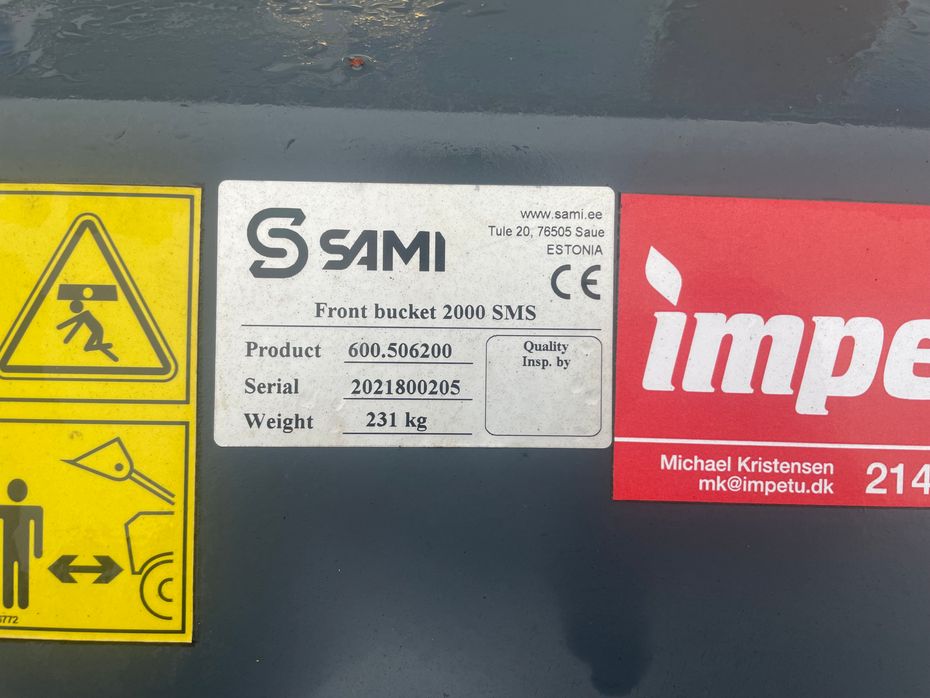 SAMI
www.sami.ee
Tule 20, 76505 Saue
ESTONIA
CE
Front bucket 2000 SMS
Product 600.506200
Serial 2021800205
Weight 231 kg
Quality
Insp. by
impe
Michael Kristensen
mk@impetu.dk
214